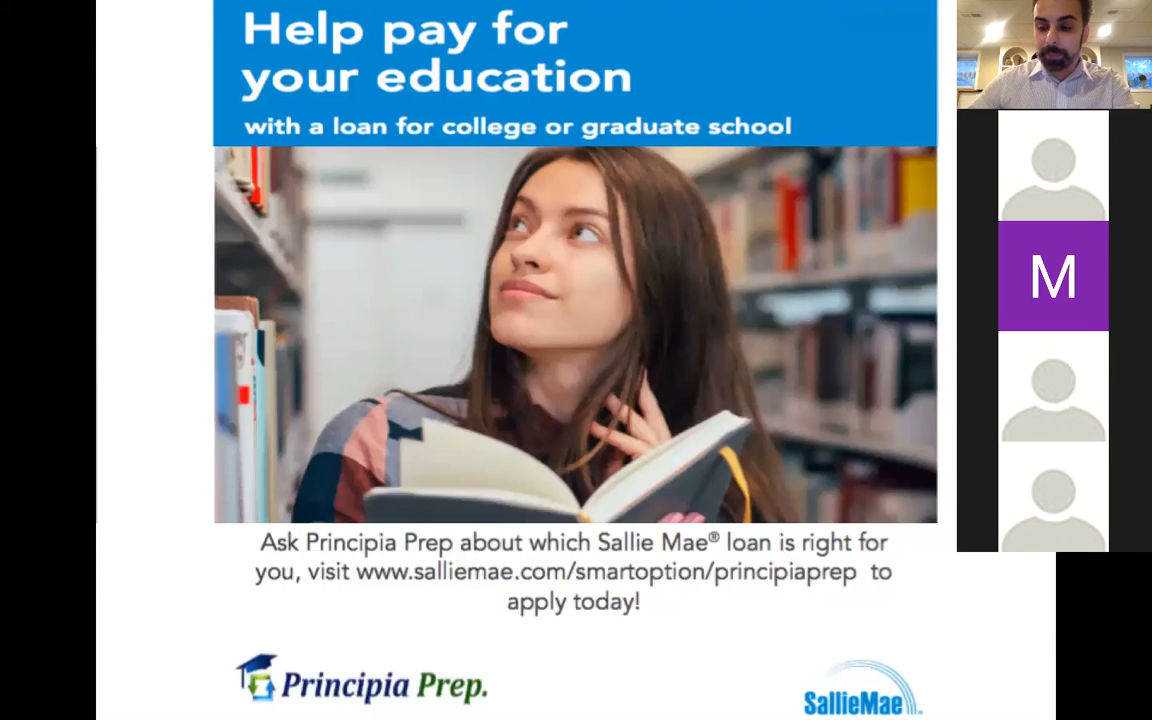 Help pay for
your education
with a loan for college or graduate school
M
Ask Principia Prep about which Sallie Mae® loan is right for
you, visit www.salliemae.com/smartoption/principiaprep to
apply today!
Principia Prep.
SallieMae